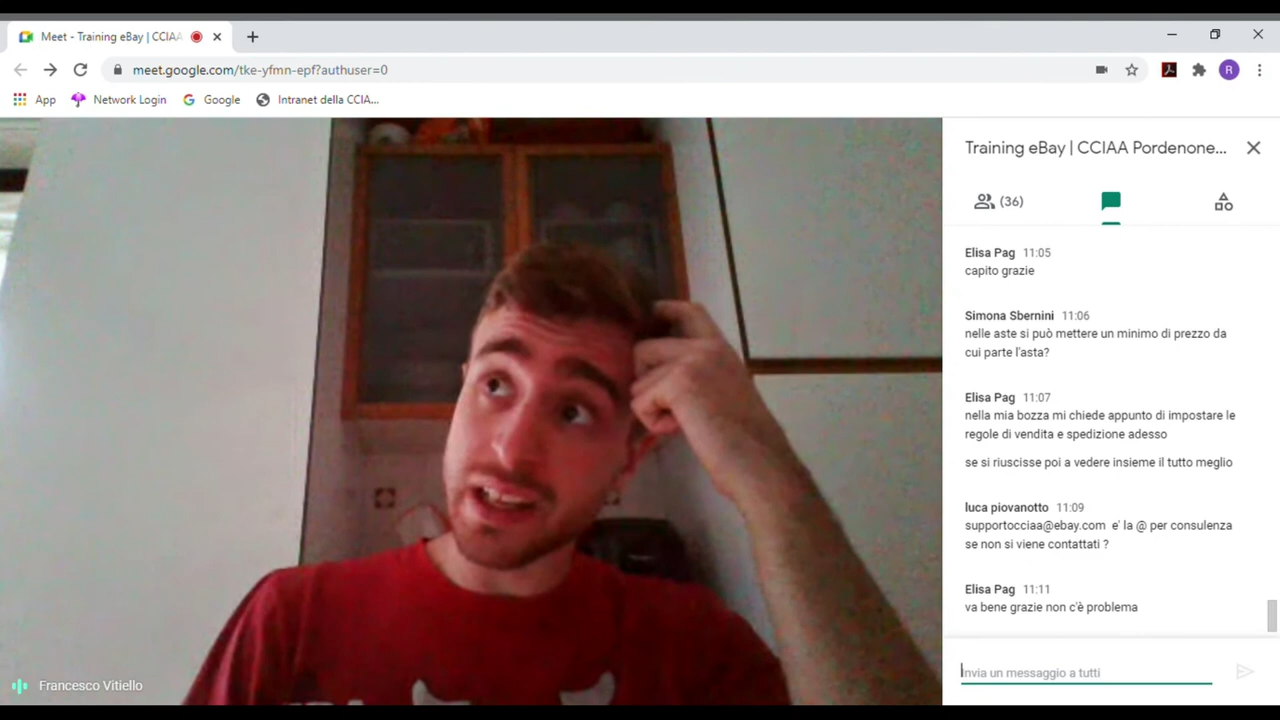 Meet - Training eBay | CCIAA
meet.google.com/tke-yfmn-epf?authuser=0
R
App
Network Login
Google
Intranet della CCIA...
Training eBay | CCIAA Pordenone...
(36)
Elisa Pag 11:05
capito grazie
Simona Sbernini 11:06
nelle aste si può mettere un minimo di prezzo da
cui parte l'asta?
Elisa Pag 11:07
nella mia bozza mi chiede appunto di impostare le
regole di vendita e spedizione adesso
se si riuscisse poi a vedere insieme il tutto meglio
luca piovanotto 11:09
supportocciaa@ebay.com e' la @ per consulenza
se non si viene contattati ?
Elisa Pag 11:11
va bene grazie non c'è problema
Invia un messaggio a tutti
Francesco Vitiello